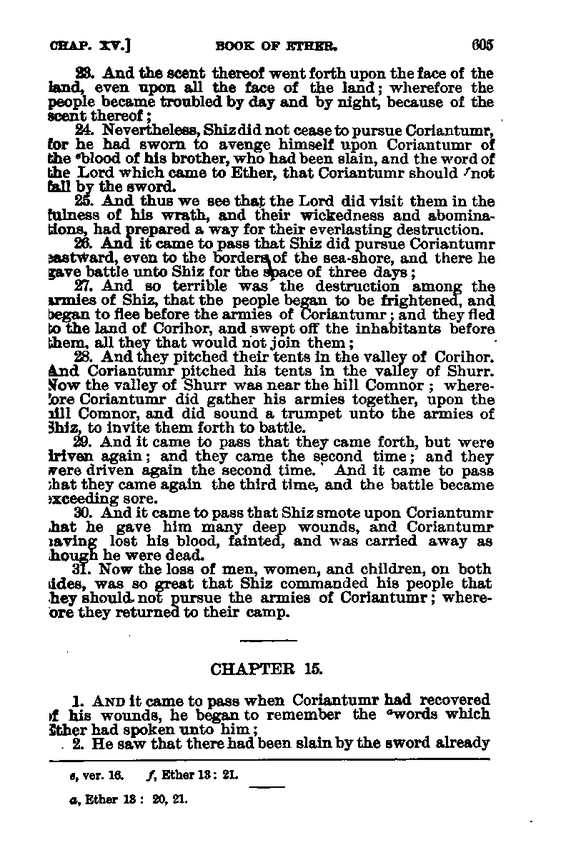 CHAP. XV.] BOOK OF ETHER. 605
23. And the scent thereof went forth upon the face of the
land, even upon all the face of the land; wherefore the
people became troubled by day and by night, because of the
scent thereof;
24. Nevertheless, Shiz did not cease to pursue Coriantumr,
for he had sworn to avenge himself upon Coriantumr of
the ᵉblood of his brother, who had been slain, and the word of
the Lord which came to Ether, that Coriantumr should ᶠnot
fall by the sword.
25. And thus we see that the Lord did visit them in the
fulness of his wrath, and their wickedness and abomina-
tions, had prepared a way for their everlasting destruction.
26. And it came to pass that Shiz did pursue Coriantumr
eastward, even to the borders of the sea-shore, and there he
gave battle unto Shiz for the space of three days;
27. And so terrible was the destruction among the
armies of Shiz, that the people began to be frightened, and
began to flee before the armies of Coriantumr; and they fled
to the land of Corihor, and swept off the inhabitants before
them, all they that would not join them;
28. And they pitched their tents in the valley of Corihor.
And Coriantumr pitched his tents in the valley of Shurr.
Now the valley of Shurr was near the hill Comnor; where-
fore Coriantumr did gather his armies together, upon the
hill Comnor, and did sound a trumpet unto the armies of
Shiz, to invite them forth to battle.
29. And it came to pass that they came forth, but were
driven again; and they came the second time; and they
were driven again the second time. And it came to pass
that they came again the third time, and the battle became
exceeding sore.
30. And it came to pass that Shiz smote upon Coriantumr
that he gave him many deep wounds, and Coriantumr
having lost his blood, fainted, and was carried away as
though he were dead.
31. Now the loss of men, women, and children, on both
sides, was so great that Shiz commanded his people that
they should not pursue the armies of Coriantumr; where-
fore they returned to their camp.
CHAPTER 15.
1. AND it came to pass when Coriantumr had recovered
of his wounds, he began to remember the ᵃwords which
Ether had spoken unto him;
2. He saw that there had been slain by the sword already
e, ver. 16. f, Ether 13: 21.
a, Ether 13: 20, 21.